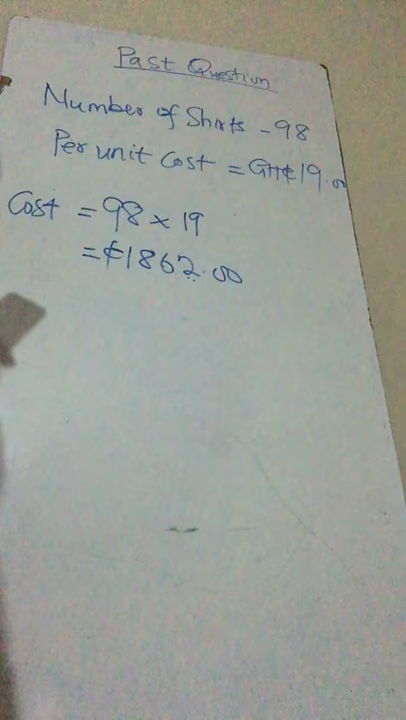 Past Question
Number of Shirts - 98
Per unit Cost = GH¢19.00
Cost = 98 × 19
= ¢1862.00